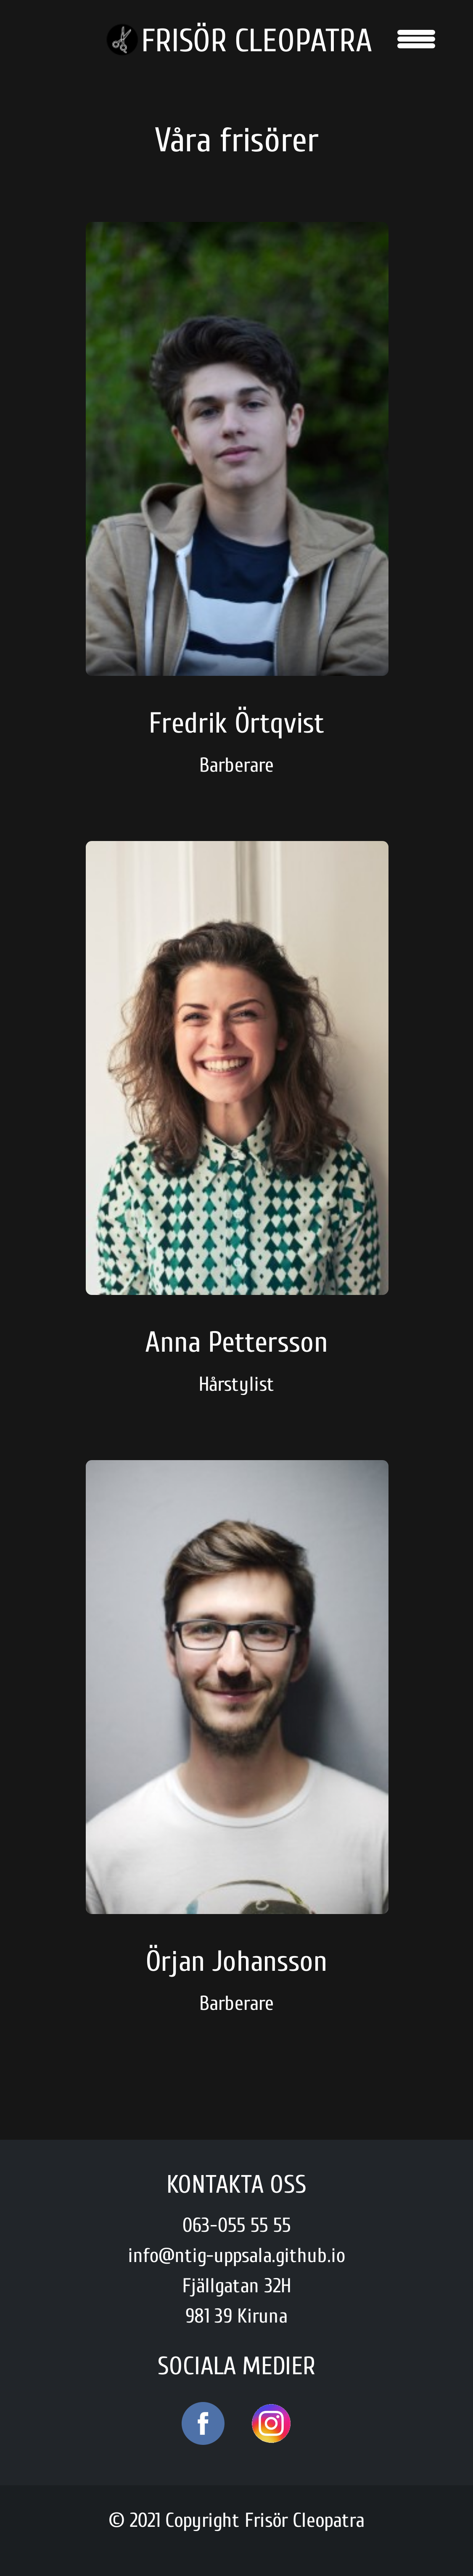 FRISÖR CLEOPATRA
Våra frisörer
Fredrik Örtqvist
Barberare
Anna Pettersson
Hårstylist
Örjan Johansson
Barberare
KONTAKTA OSS
063-055 55 55
info@ntig-uppsala.github.io
Fjällgatan 32H
981 39 Kiruna
SOCIALA MEDIER
© 2021 Copyright Frisör Cleopatra